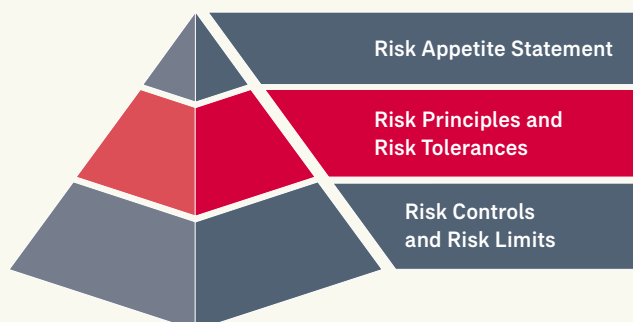 Risk Appetite Statement
Risk Principles and
Risk Tolerances
Risk Controls
and Risk Limits